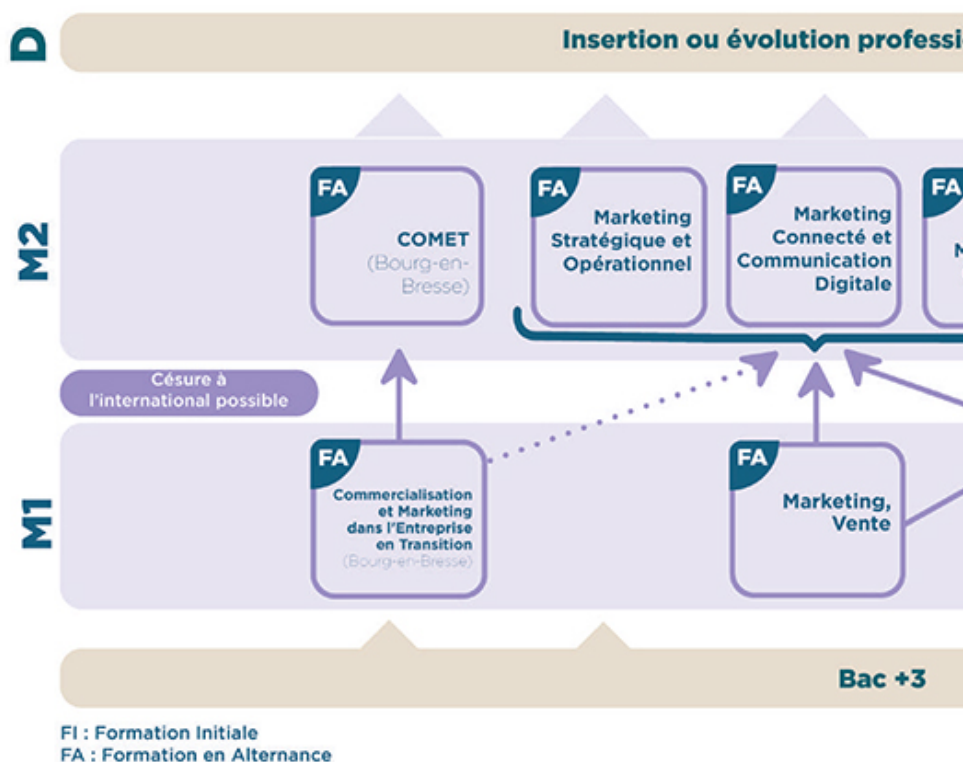 D
Insertion ou évolution professi
M2
FA
COMET
(Bourg-en-
Bresse)
FA
Marketing
Stratégique et
Opérationnel
FA
Marketing
Connecté et
Communication
Digitale
FA
M
Césure à
l'international possible
M1
FA
Commercialisation
et Marketing
dans l'Entreprise
en Transition
(Bourg-en-Bresse)
FA
Marketing,
Vente
Bac +3
FI : Formation Initiale
FA : Formation en Alternance